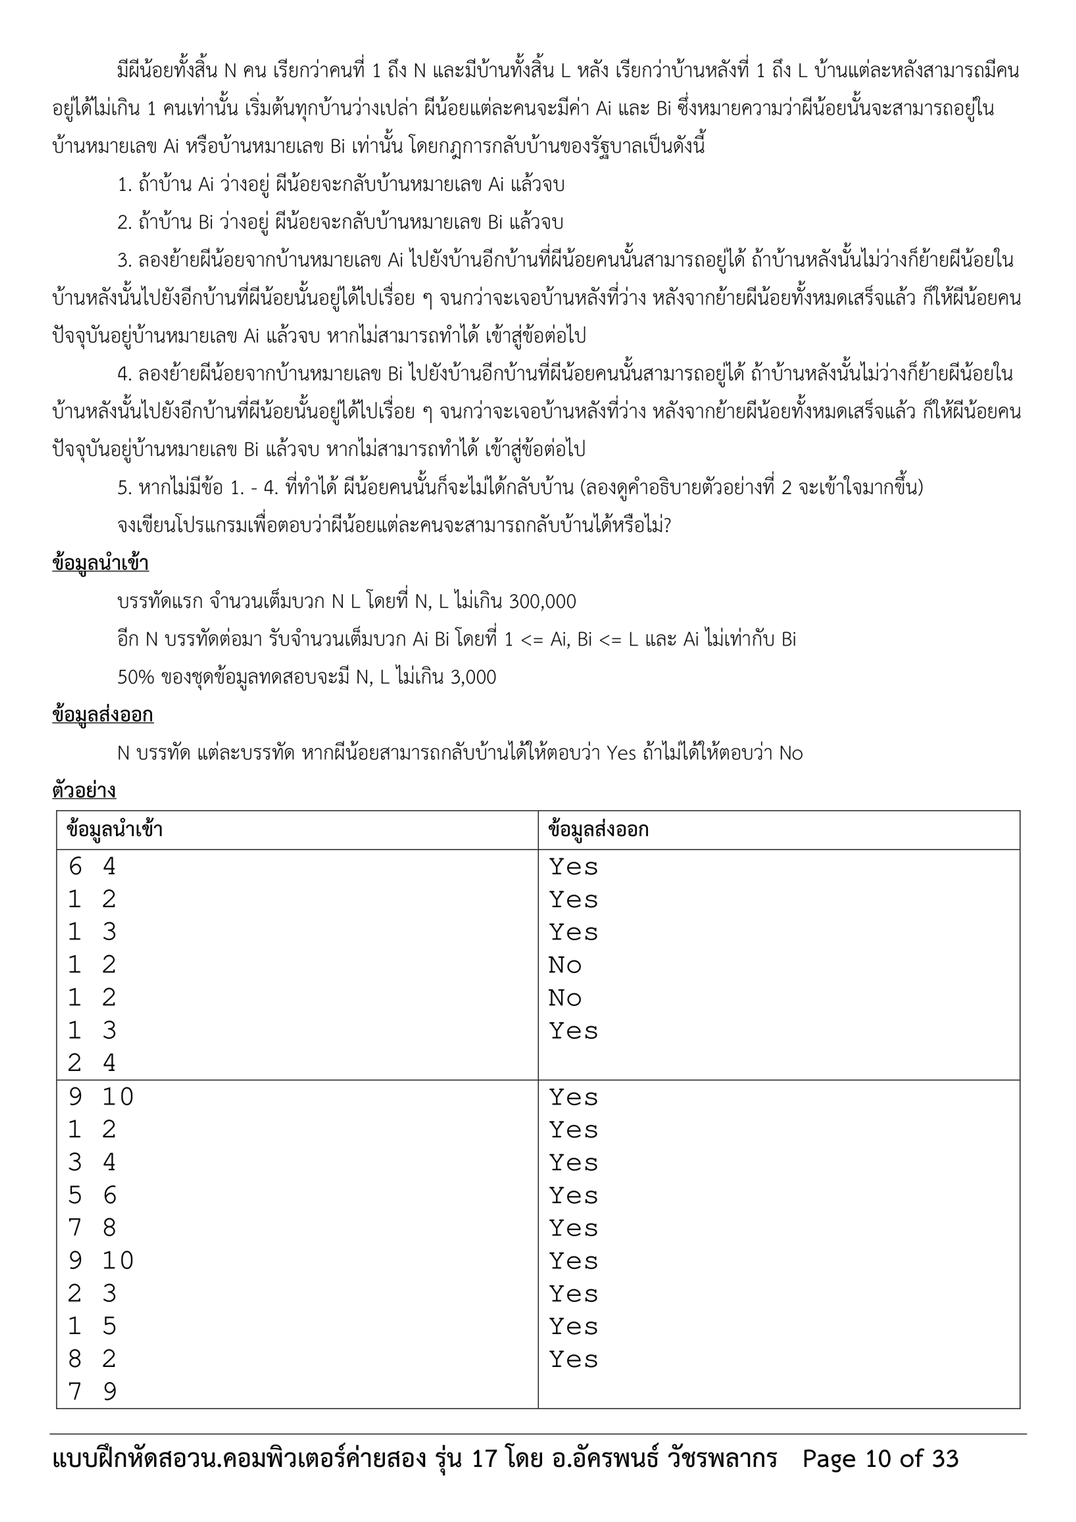 มีผีน้อยทั้งสิ้น N คน เรียกว่าคนที่ 1 ถึง N และมีบ้านทั้งสิ้น L หลัง เรียกว่าบ้านหลังที่ 1 ถึง L บ้านแต่ละหลังสามารถมีคน
อยู่ได้ไม่เกิน 1 คนเท่านั้น เริ่มต้นทุกบ้านว่างเปล่า ผีน้อยแต่ละคนจะมีค่า Ai และ Bi ซึ่งหมายความว่าผีน้อยนั้นจะสามารถอยู่ใน
บ้านหมายเลข Ai หรือบ้านหมายเลข Bi เท่านั้น โดยกฎการกลับบ้านของรัฐบาลเป็นดังนี้
1. ถ้าบ้าน Ai ว่างอยู่ ผีน้อยจะกลับบ้านหมายเลข Ai แล้วจบ
2. ถ้าบ้าน Bi ว่างอยู่ ผีน้อยจะกลับบ้านหมายเลข Bi แล้วจบ
3. ลองย้ายผีน้อยจากบ้านหมายเลข Ai ไปยังบ้านอีกบ้านที่ผีน้อยคนนั้นสามารถอยู่ได้ ถ้าบ้านหลังนั้นไม่ว่างก็ย้ายผีน้อยใน
บ้านหลังนั้นไปยังอีกบ้านที่ผีน้อยนั้นอยู่ได้ไปเรื่อย ๆ จนกว่าจะเจอบ้านหลังที่ว่าง หลังจากย้ายผีน้อยทั้งหมดเสร็จแล้ว ก็ให้ผีน้อยคน
ปัจจุบันอยู่บ้านหมายเลข Ai แล้วจบ หากไม่สามารถทำได้ เข้าสู่ข้อต่อไป
4. ลองย้ายผีน้อยจากบ้านหมายเลข Bi ไปยังบ้านอีกบ้านที่ผีน้อยคนนั้นสามารถอยู่ได้ ถ้าบ้านหลังนั้นไม่ว่างก็ย้ายผีน้อยใน
บ้านหลังนั้นไปยังอีกบ้านที่ผีน้อยนั้นอยู่ได้ไปเรื่อย ๆ จนกว่าจะเจอบ้านหลังที่ว่าง หลังจากย้ายผีน้อยทั้งหมดเสร็จแล้ว ก็ให้ผีน้อยคน
ปัจจุบันอยู่บ้านหมายเลข Bi แล้วจบ หากไม่สามารถทำได้ เข้าสู่ข้อต่อไป
5. หากไม่มีข้อ 1. - 4. ที่ทำได้ ผีน้อยคนนั้นก็จะไม่ได้กลับบ้าน (ลองดูคำอธิบายตัวอย่างที่ 2 จะเข้าใจมากขึ้น)
จงเขียนโปรแกรมเพื่อตอบว่าผีน้อยแต่ละคนจะสามารถกลับบ้านได้หรือไม่?
ข้อมูลนำเข้า
บรรทัดแรก จำนวนเต็มบวก N L โดยที่ N, L ไม่เกิน 300,000
อีก N บรรทัดต่อมา รับจำนวนเต็มบวก Ai Bi โดยที่ 1 <= Ai, Bi <= L และ Ai ไม่เท่ากับ Bi
50% ของชุดข้อมูลทดสอบจะมี N, L ไม่เกิน 3,000
ข้อมูลส่งออก
N บรรทัด แต่ละบรรทัด หากผีน้อยสามารถกลับบ้านได้ให้ตอบว่า Yes ถ้าไม่ได้ให้ตอบว่า No
ตัวอย่าง
ข้อมูลนำเข้า ข้อมูลส่งออก
6 4 Yes
1 2 Yes
1 3 Yes
1 2 No
1 2 No
1 3 Yes
2 4
9 10 Yes
1 2 Yes
3 4 Yes
5 6 Yes
7 8 Yes
9 10 Yes
2 3 Yes
1 5 Yes
8 2 Yes
7 9
แบบฝึกหัดสอวน.คอมพิวเตอร์ค่ายสอง รุ่น 17 โดย อ.อัครพนธ์ วัชรพลากร Page 10 of 33